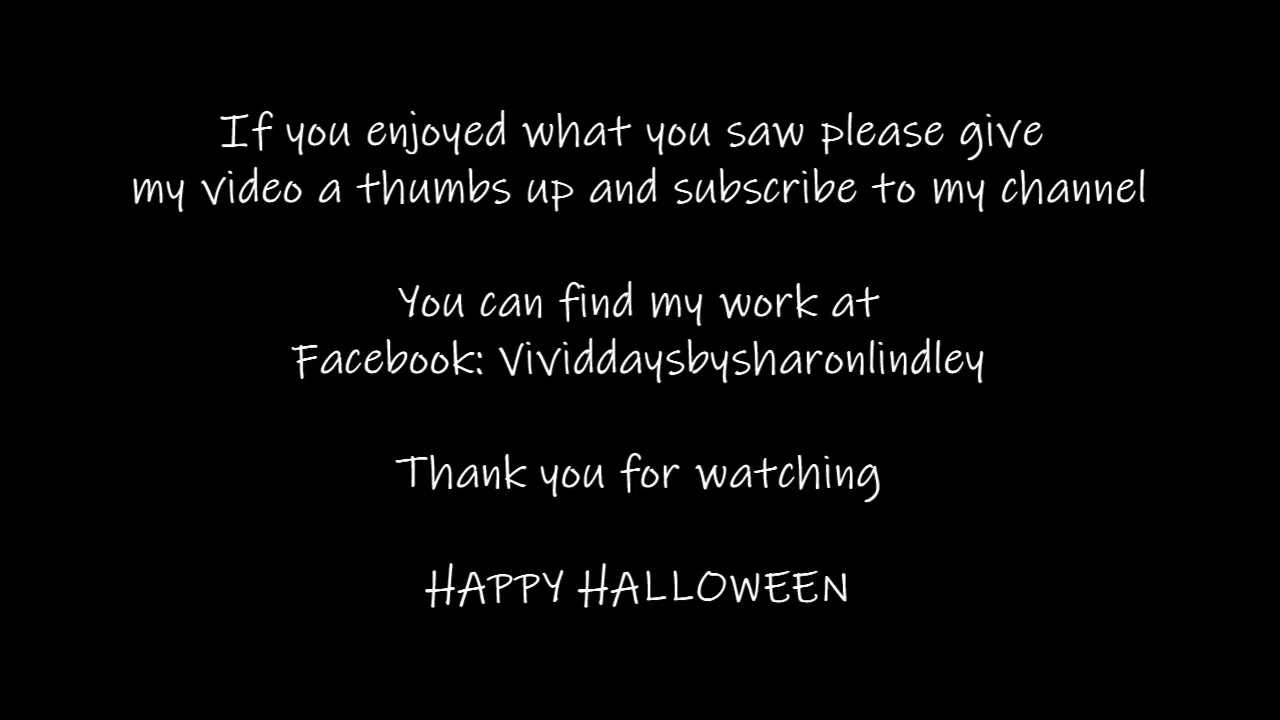 If you enjoyed what you saw please give
my video a thumbs up and subscribe to my channel
You can find my work at
Facebook: Vividdaysbysharonlindley
Thank you for watching
HAPPY HALLOWEEN